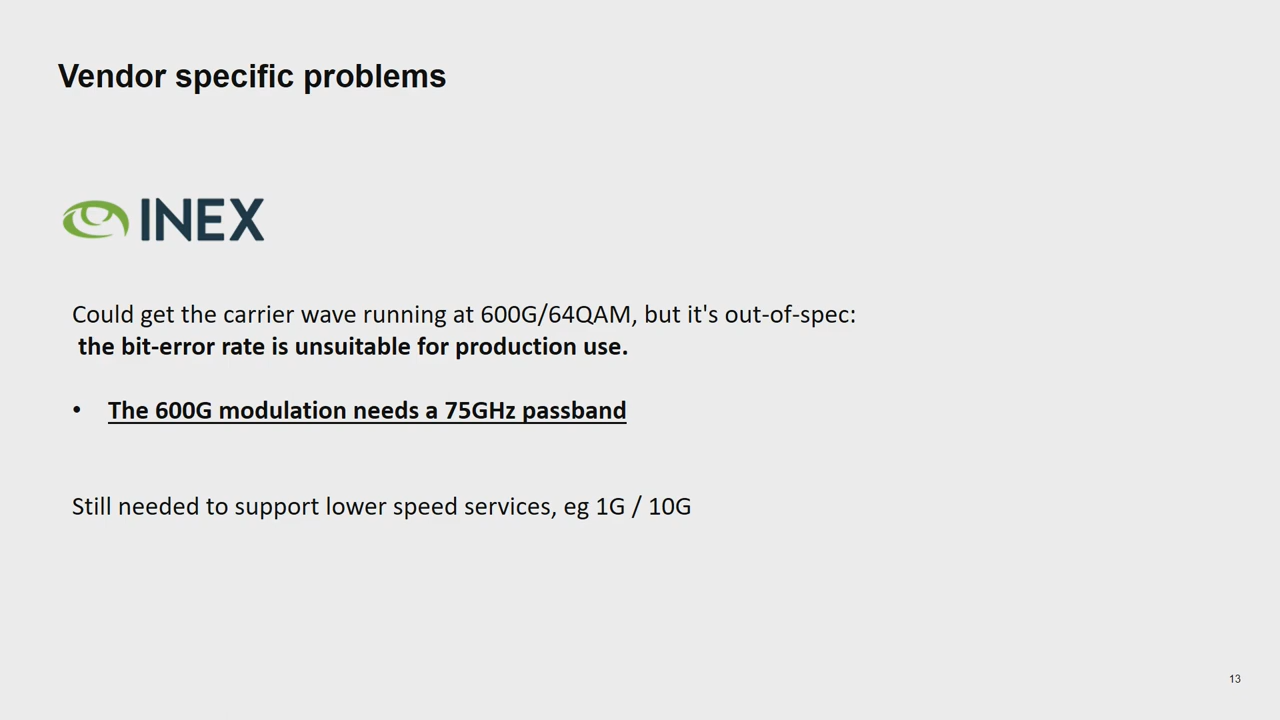 Vendor specific problems
INEX
Could get the carrier wave running at 600G/64QAM, but it's out-of-spec:
the bit-error rate is unsuitable for production use.
• The 600G modulation needs a 75GHz passband
Still needed to support lower speed services, eg 1G / 10G
13